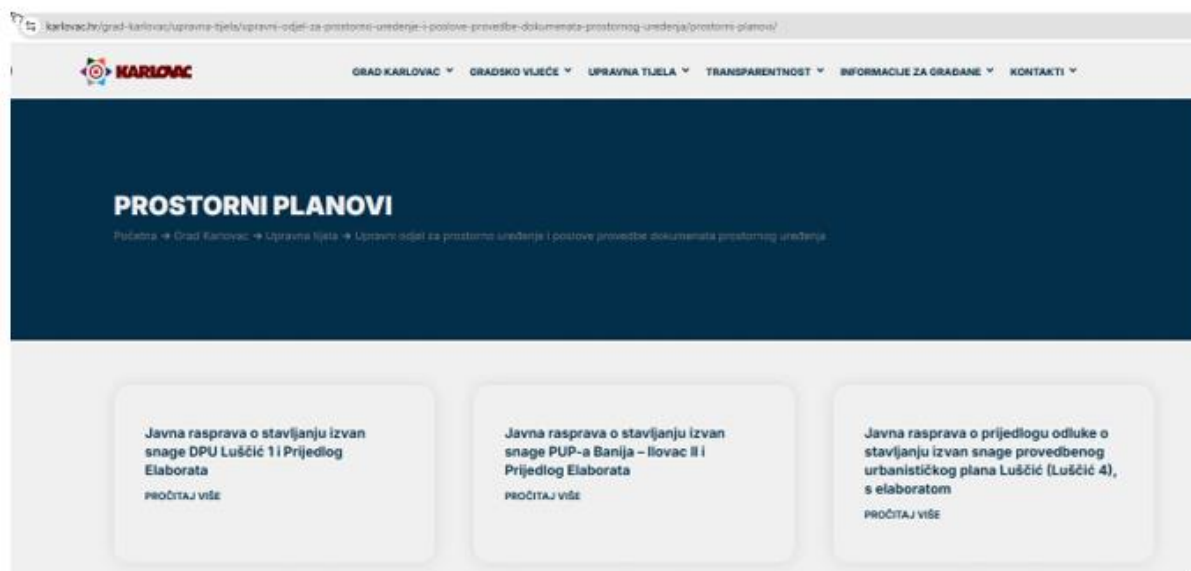 karlovac.hr/grad-karlovac/upravna-tijela/upravni-odjel-za-prostorno-uredenje-i-poslove-provedbe-dokumenata-prostornog-uredenja/prostorni-planovi/
KARLOVAC
GRAD KARLOVAC GRADSKO VIJEĆE UPRAVNA TIJELA TRANSPARENTNOST INFORMACIJE ZA GRAĐANE KONTAKTI
PROSTORNI PLANOVI
Početna → Grad Karlovac → Upravna tijela → Upravni odjel za prostorno uređenje i poslove provedbe dokumenata prostornog uređenja
Javna rasprava o stavljanju izvan
snage DPU Luščić 1 i Prijedlog
Elaborata
PROČITAJ VIŠE
Javna rasprava o stavljanju izvan
snage PUP-a Banija – Ilovac II i
Prijedlog Elaborata
PROČITAJ VIŠE
Javna rasprava o prijedlogu odluke o
stavljanju izvan snage provedbenog
urbanističkog plana Luščić (Luščić 4),
s elaboratom
PROČITAJ VIŠE